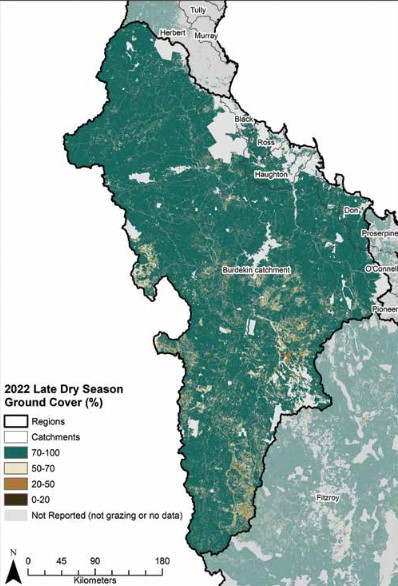 Tully
Herbert
Murray
Black
Ross
Haughton
Don
Proserpine
O'Connell
Burdekin catchment
Pioneer
2022 Late Dry Season
Ground Cover (%)
Regions
Catchments
70-100
50-70
20-50
0-20
Not Reported (not grazing or no data)
Fitzroy
N
0 45 90 180
Kilometers